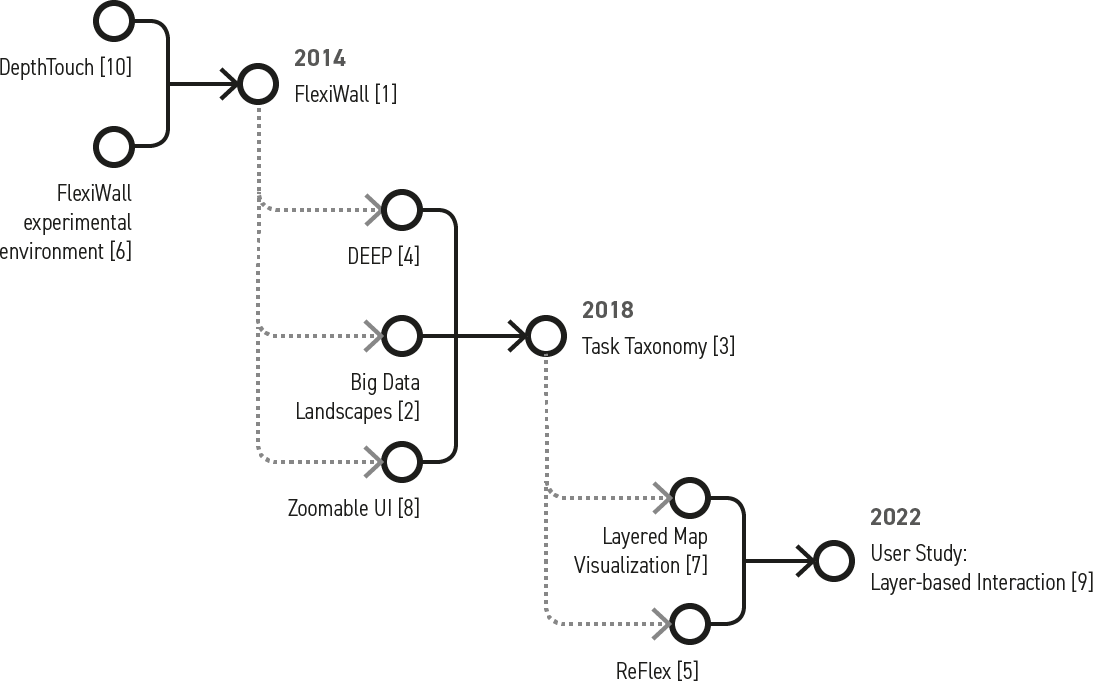 DepthTouch [10]
FlexiWall
experimental
environment [6]
2014
FlexiWall [1]
DEEP [4]
Big Data
Landscapes [2]
Zoomable UI [8]
2018
Task Taxonomy [3]
Layered Map
Visualization [7]
ReFlex [5]
2022
User Study:
Layer-based Interaction [9]